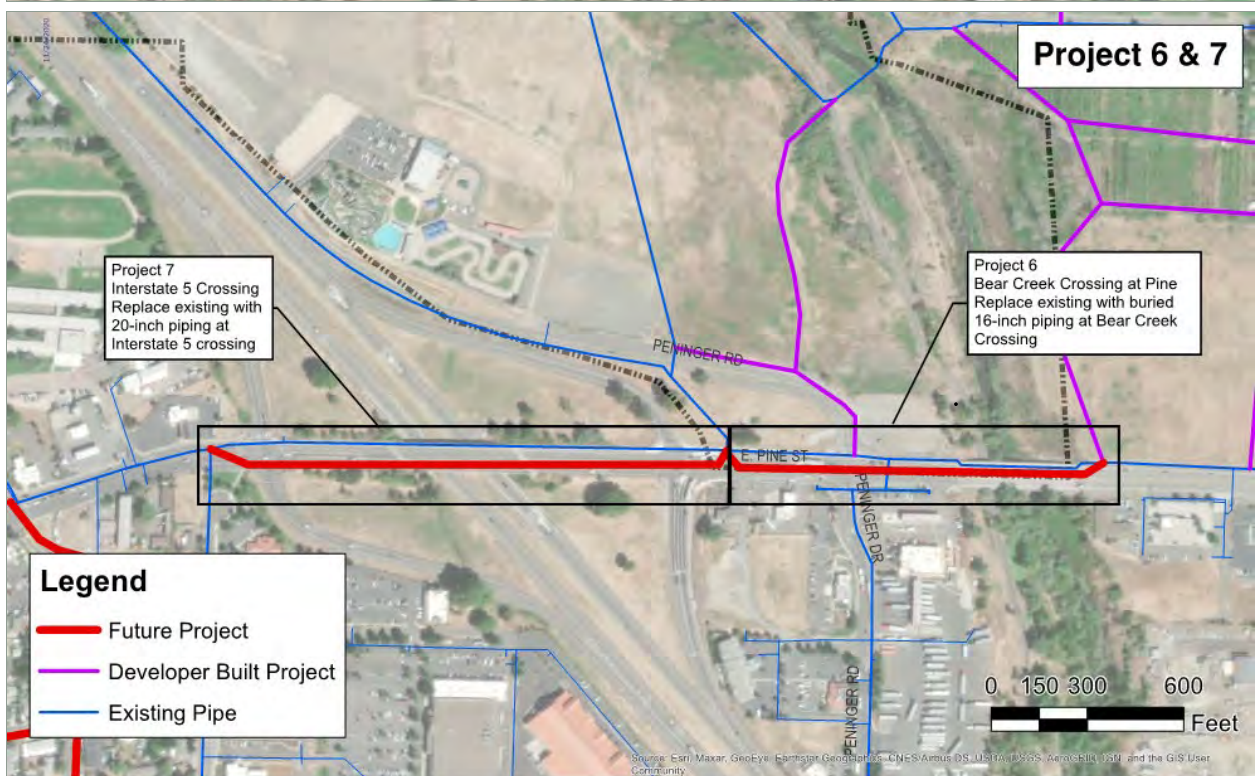 Project 6 & 7
11/24/2020
Project 7
Interstate 5 Crossing
Replace existing with
20-inch piping at
Interstate 5 crossing
Project 6
Bear Creek Crossing at Pine
Replace existing with buried
16-inch piping at Bear Creek
Crossing
PENINGER RD
E. PINE ST
PENINGER DR
PENINGER RD
Legend
Future Project
Developer Built Project
Existing Pipe
0 150 300 600
Feet
Source: Esri, Maxar, GeoEye, Earthstar Geographics, CNES/Airbus DS, USDA, USGS, AeroGRID, IGN, and the GIS User
Community